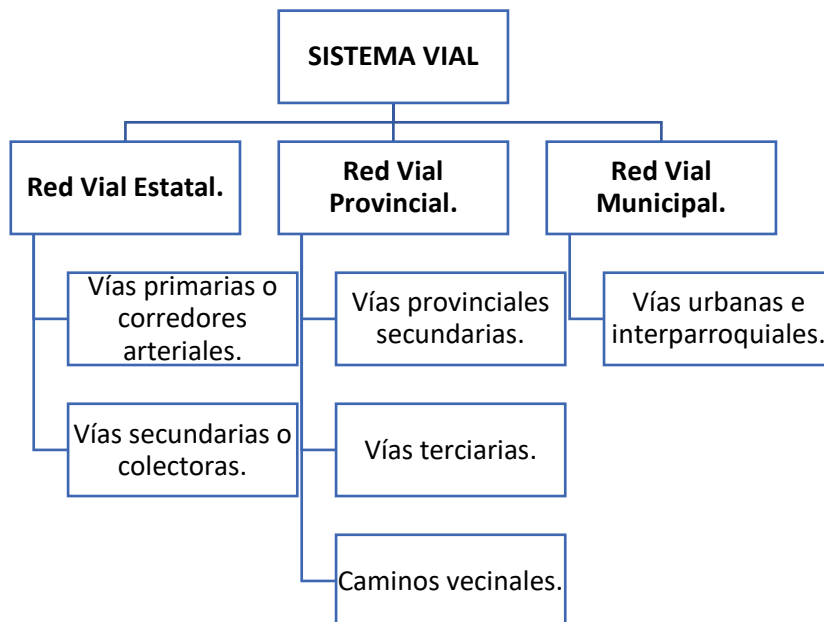 SISTEMA VIAL
Red Vial Estatal.
Vías primarias o
corredores
arteriales.
Vías secundarias o
colectoras.
Red Vial
Provincial.
Vías provinciales
secundarias.
Vías terciarias.
Caminos vecinales.
Red Vial
Municipal.
Vías urbanas e
interparroquiales.